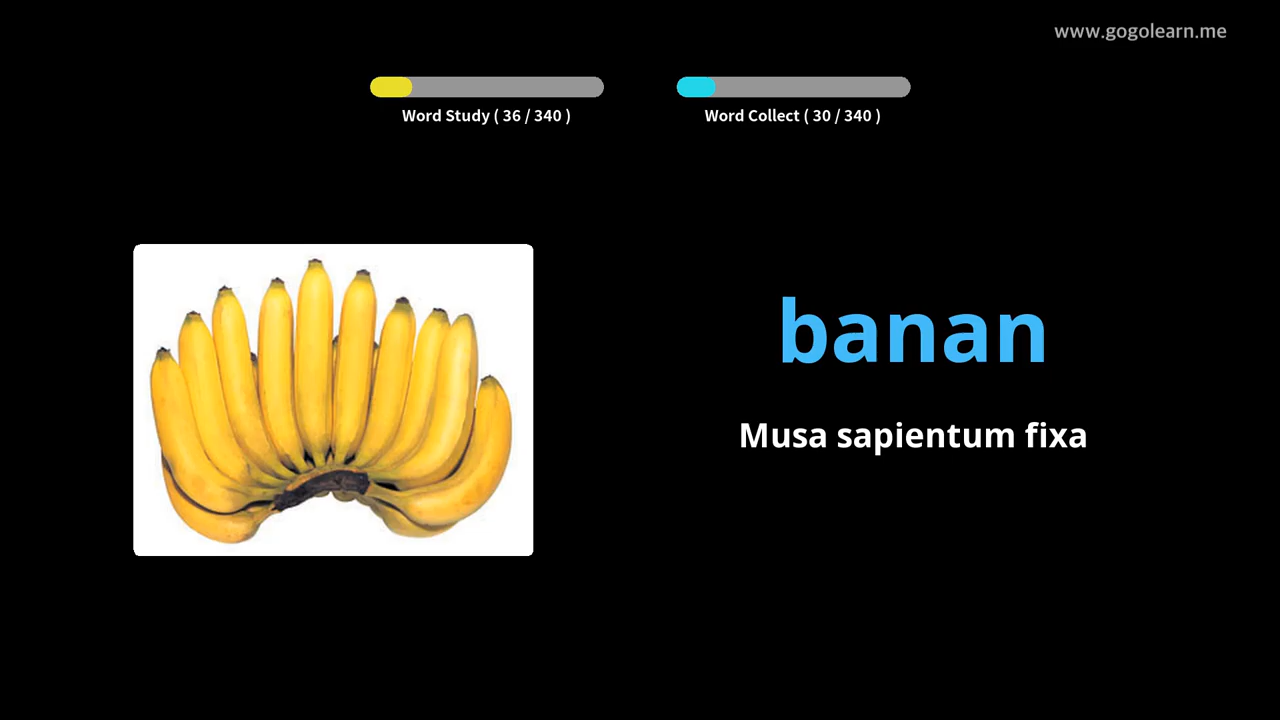 www.gogolearn.me
Word Study ( 36 / 340 )
Word Collect ( 30 / 340 )
banan
Musa sapientum fixa